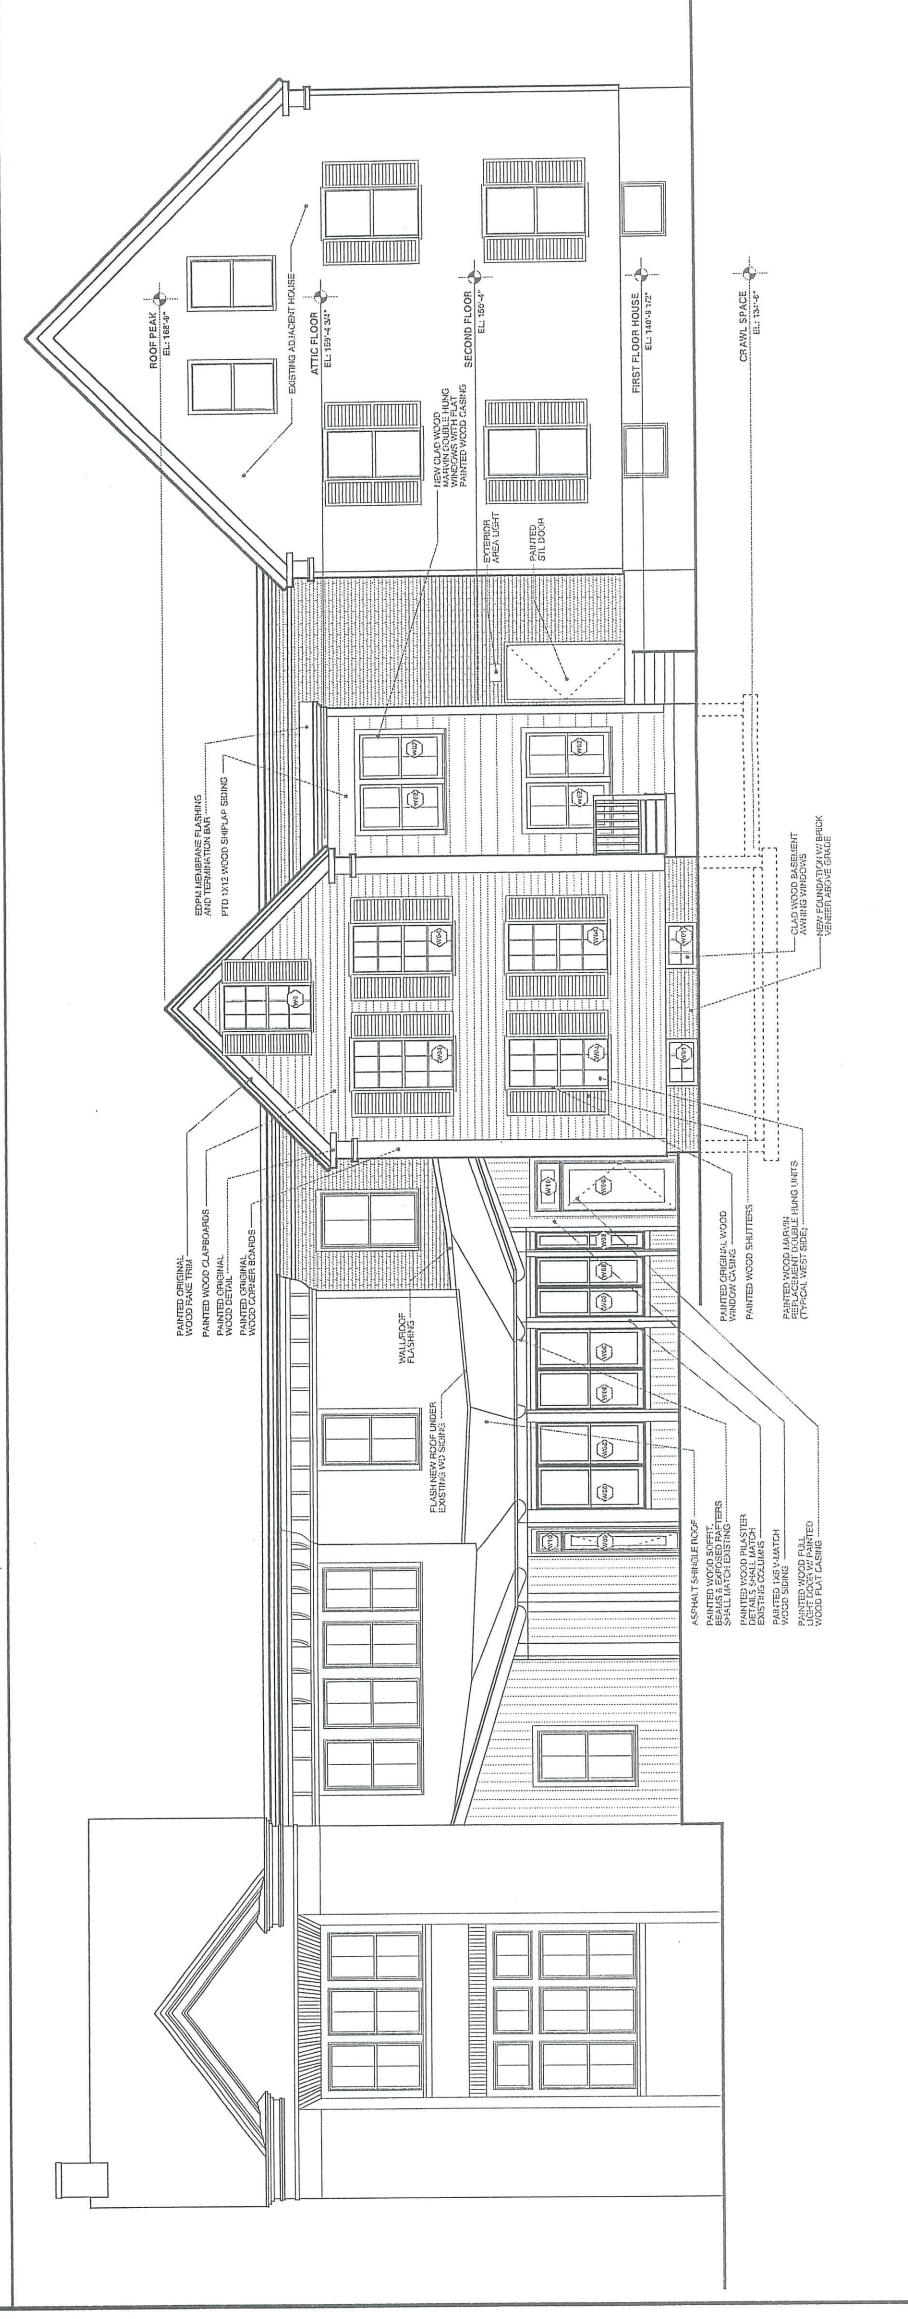 ROOF PEAK
EL: 168'-9"
EXISTING ADJACENT HOUSE
ATTIC FLOOR
EL: 159'-4 3/4"
SECOND FLOOR
EL: 150'-4"
FIRST FLOOR HOUSE
EL: 140'-9 1/2"
CRAWL SPACE
EL: 134'-6"
NEW CLAD WOOD
MARVIN DOUBLE HUNG
WINDOWS WITH FLAT
PAINTED WOOD CASING
EXTERIOR
AREA LIGHT
PAINTED
STL DOOR
EDPM MEMBRANE FLASHING
AND TERMINATION BAR
PTD 1X12 WOOD SHIPLAP SIDING
CLAD WOOD BASEMENT
AWNING WINDOWS
NEW FOUNDATION W/ BRICK
VENEER ABOVE GRADE
PAINTED ORIGINAL
WOOD RAKE TRIM
PAINTED WOOD CLAPBOARDS
PAINTED ORIGINAL
WOOD DETAIL
PAINTED ORIGINAL
WOOD CORNER BOARDS
WALL/ROOF
FLASHING
FLASH NEW ROOF UNDER
EXISTING WD SIDING
PAINTED ORIGINAL WOOD
WINDOW CASING
PAINTED WOOD SHUTTERS
PAINTED WOOD MARVIN
REPLACEMENT DOUBLE HUNG UNITS
(TYPICAL WEST SIDE)
ASPHALT SHINGLE ROOF
PAINTED WOOD SOFFIT,
BEAMS & EXPOSED RAFTERS
SHALL MATCH EXISTING
PAINTED WOOD PILASTER
DETAILS SHALL MATCH
EXISTING COLUMNS
PAINTED 1X6 V-MATCH
WOOD SIDING
PAINTED WOOD FULL
LIGHT DOOR W/ PAINTED
WOOD FLAT CASING